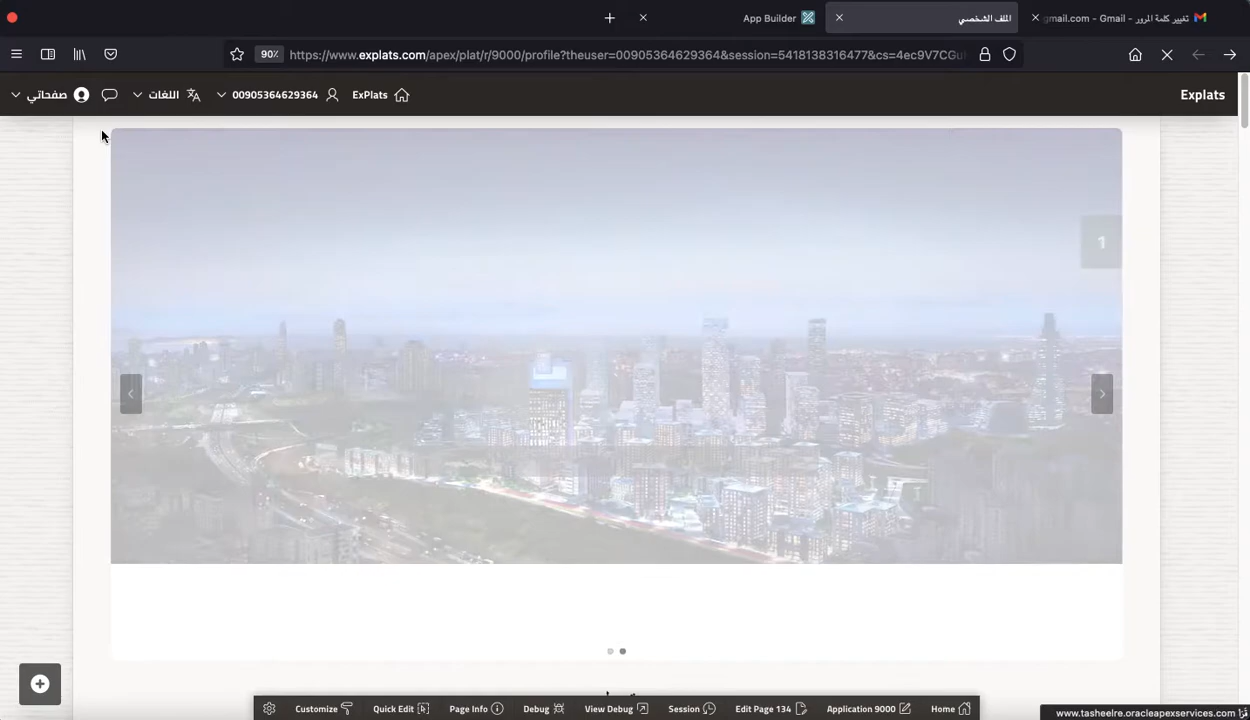 تغيير كلمة المرور - gmail.com - Gmail
الملف الشخصي
App Builder
90%
https://www.explats.com/apex/plat/r/9000/profile?theuser=00905364629364&session=5418138316477&cs=4ec9V7CGu
Explats
ExPlats
00905364629364
اللغات
صفحاتي
1
Home
Application 9000
Edit Page 134
Session
View Debug
Debug
Page Info
Quick Edit
Customize
www.tasheelre.oracleapexservices.com